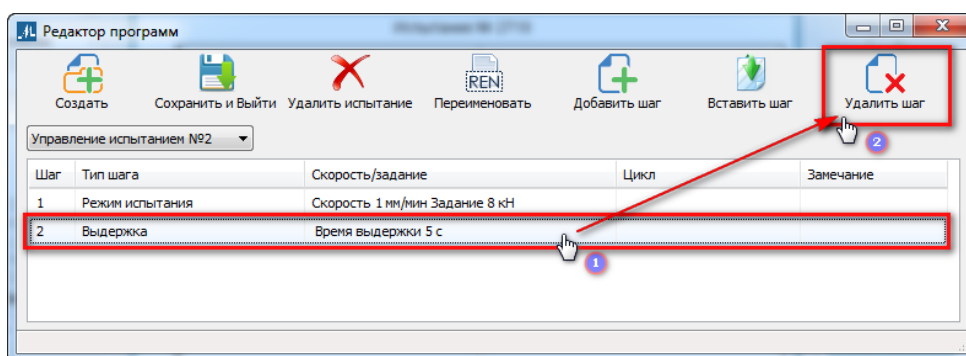 Редактор программ
REN
Создать Сохранить и Выйти Удалить испытание Переименовать Добавить шаг Вставить шаг Удалить шаг
Управление испытанием №2
2
Шаг Тип шага Скорость/задание Цикл Замечание
1 Режим испытания Скорость 1 мм/мин Задание 8 кН
2 Выдержка Время выдержки 5 с
1